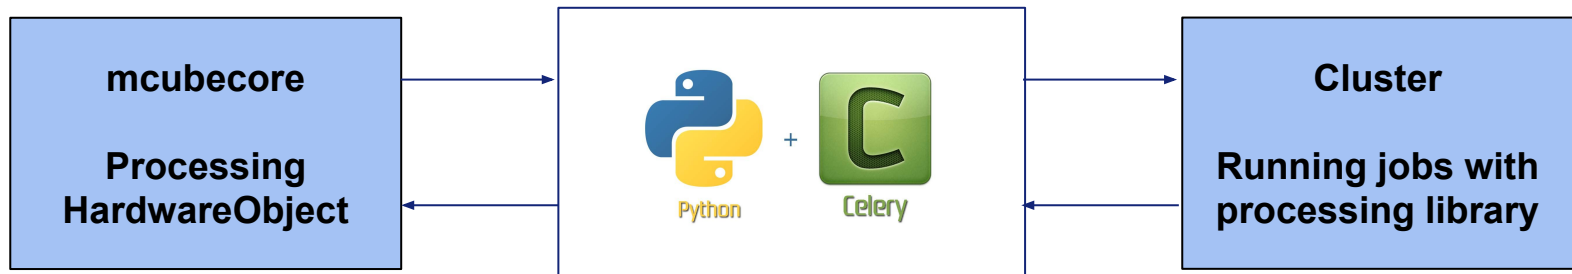 mcubecore
Processing
HardwareObject
+
Python
Celery
Cluster
Running jobs with
processing library